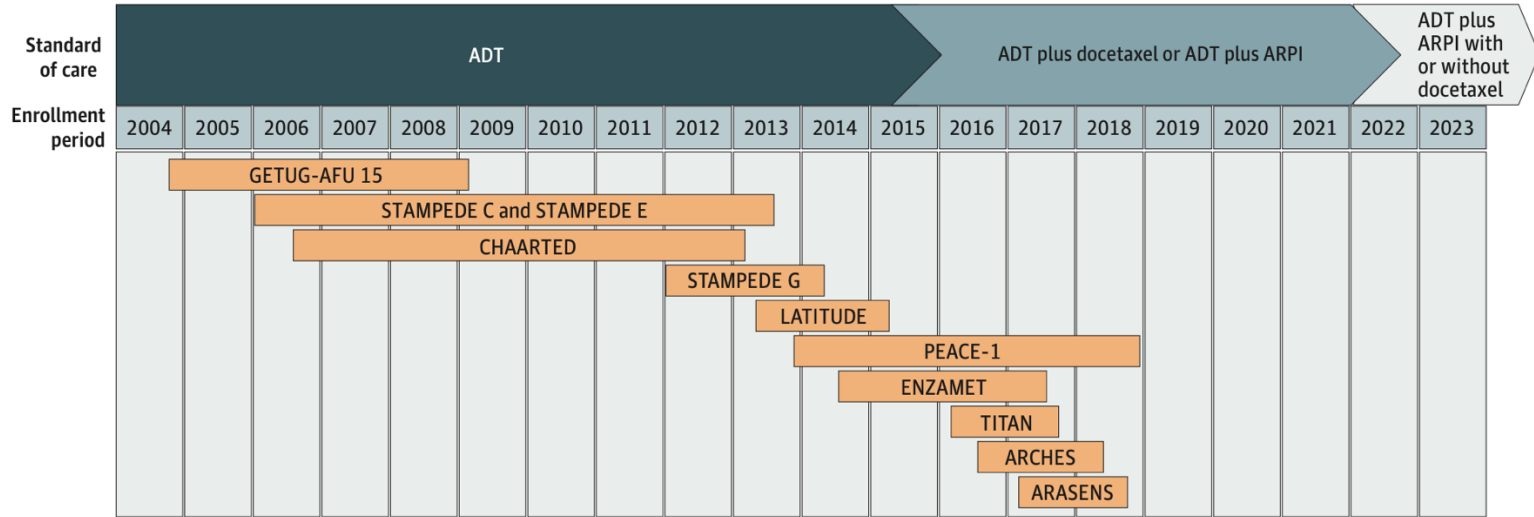 Standard
of care
ADT
ADT plus docetaxel or ADT plus ARPI
ADT plus
ARPI with
or without
docetaxel
Enrollment
period
2004 2005 2006 2007 2008 2009 2010 2011 2012 2013 2014 2015 2016 2017 2018 2019 2020 2021 2022 2023
GETUG-AFU 15
STAMPEDE C and STAMPEDE E
CHAARTED
STAMPEDE G
LATITUDE
PEACE-1
ENZAMET
TITAN
ARCHES
ARASENS